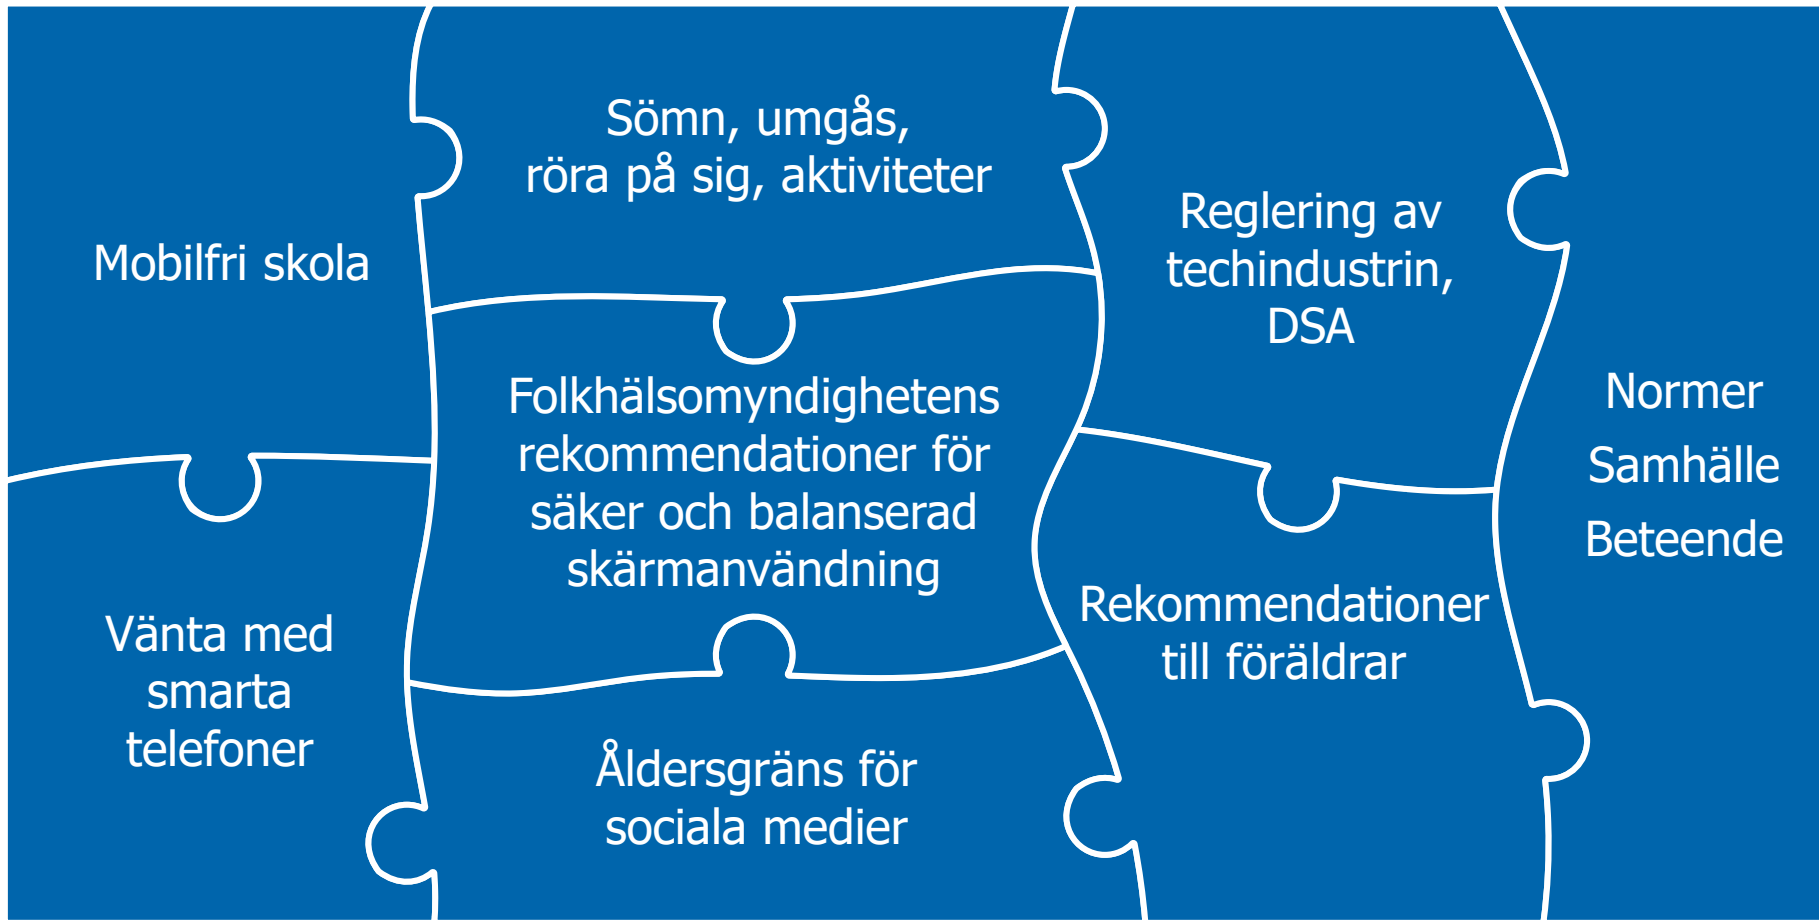 Mobilfri skola
Vänta med
smarta
telefoner
Sömn, umgås,
röra på sig, aktiviteter
Folkhälsomyndighetens
rekommendationer för
säker och balanserad
skärmanvändning
Åldersgräns för
sociala medier
Reglering av
techindustrin,
DSA
Rekommendationer
till föräldrar
Normer
Samhälle
Beteende